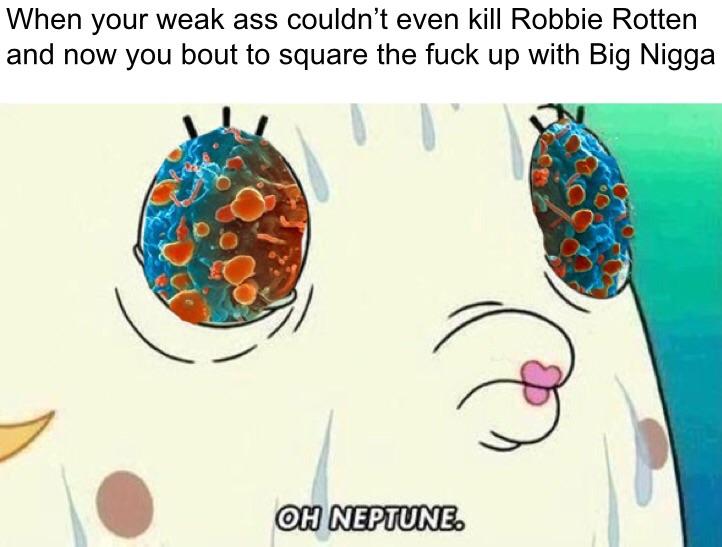 When your weak ass couldn’t even kill Robbie Rotten
and now you bout to square the fuck up with Big Nigga
OH NEPTUNE.